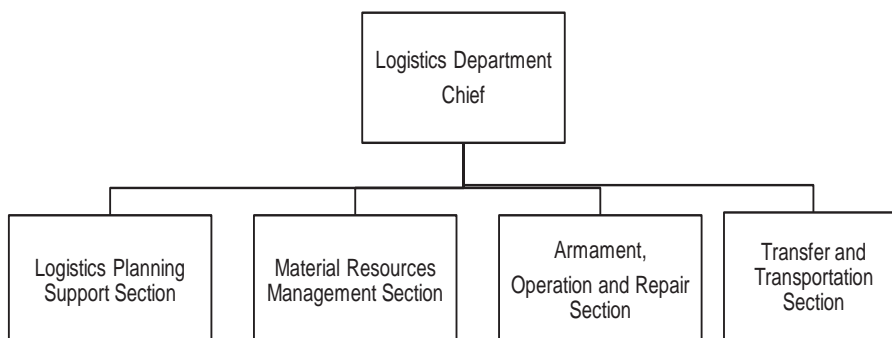 Logistics Department
Chief
Logistics Planning
Support Section
Material Resources
Management Section
Armament,
Operation and Repair
Section
Transfer and
Transportation
Section